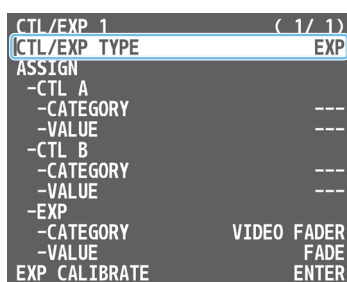 CTL/EXP 1 ( 1/ 1)
CTL/EXP TYPE EXP
ASSIGN
-CTL A
-CATEGORY ---
-VALUE ---
-CTL B
-CATEGORY ---
-VALUE ---
-EXP
-CATEGORY VIDEO FADER
-VALUE FADE
EXP CALIBRATE ENTER